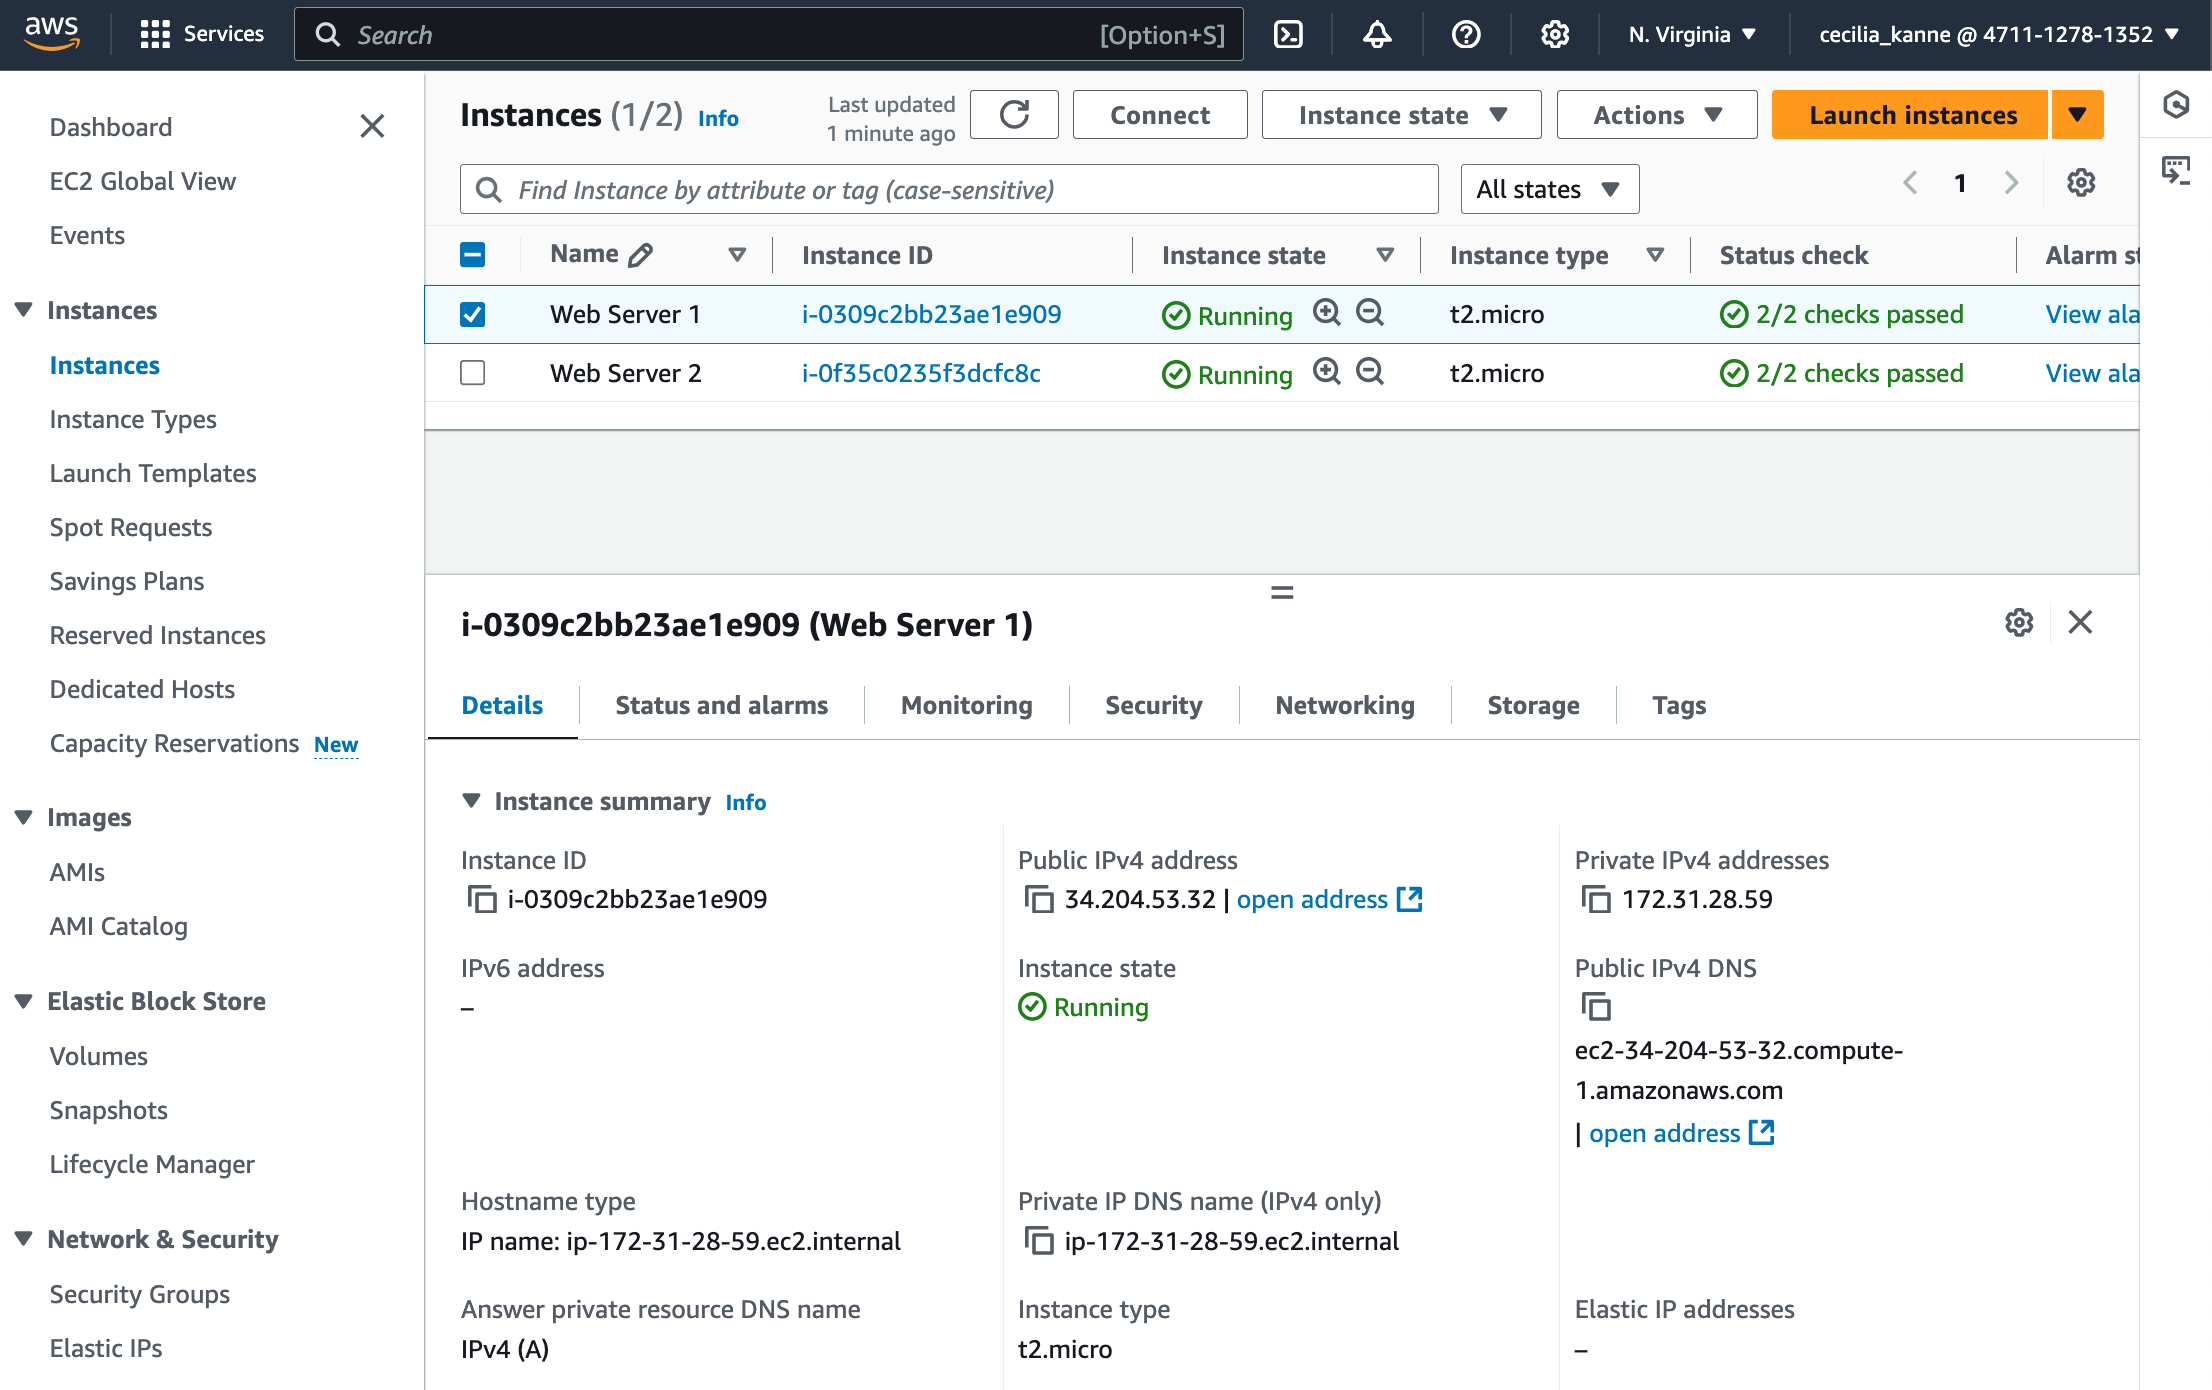 aws
Services
Search [Option+S]
N. Virginia
cecilia_kanne @ 4711-1278-1352
Dashboard
EC2 Global View
Events
Instances
Instances
Instance Types
Launch Templates
Spot Requests
Savings Plans
Reserved Instances
Dedicated Hosts
Capacity Reservations New
Images
AMIs
AMI Catalog
Elastic Block Store
Volumes
Snapshots
Lifecycle Manager
Network & Security
Security Groups
Elastic IPs
Instances (1/2) Info
Last updated
1 minute ago
Connect
Instance state
Actions
Launch instances
Find Instance by attribute or tag (case-sensitive)
All states
1
Name Instance ID Instance state Instance type Status check Alarm st
Web Server 1 i-0309c2bb23ae1e909 Running t2.micro 2/2 checks passed View ala
Web Server 2 i-0f35c0235f3dcfc8c Running t2.micro 2/2 checks passed View ala
i-0309c2bb23ae1e909 (Web Server 1)
Details Status and alarms Monitoring Security Networking Storage Tags
Instance summary Info
Instance ID
i-0309c2bb23ae1e909
Public IPv4 address
34.204.53.32 | open address
Private IPv4 addresses
172.31.28.59
IPv6 address
–
Instance state
Running
Public IPv4 DNS
ec2-34-204-53-32.compute-
1.amazonaws.com
| open address
Hostname type
IP name: ip-172-31-28-59.ec2.internal
Private IP DNS name (IPv4 only)
ip-172-31-28-59.ec2.internal
Answer private resource DNS name
IPv4 (A)
Instance type
t2.micro
Elastic IP addresses
–